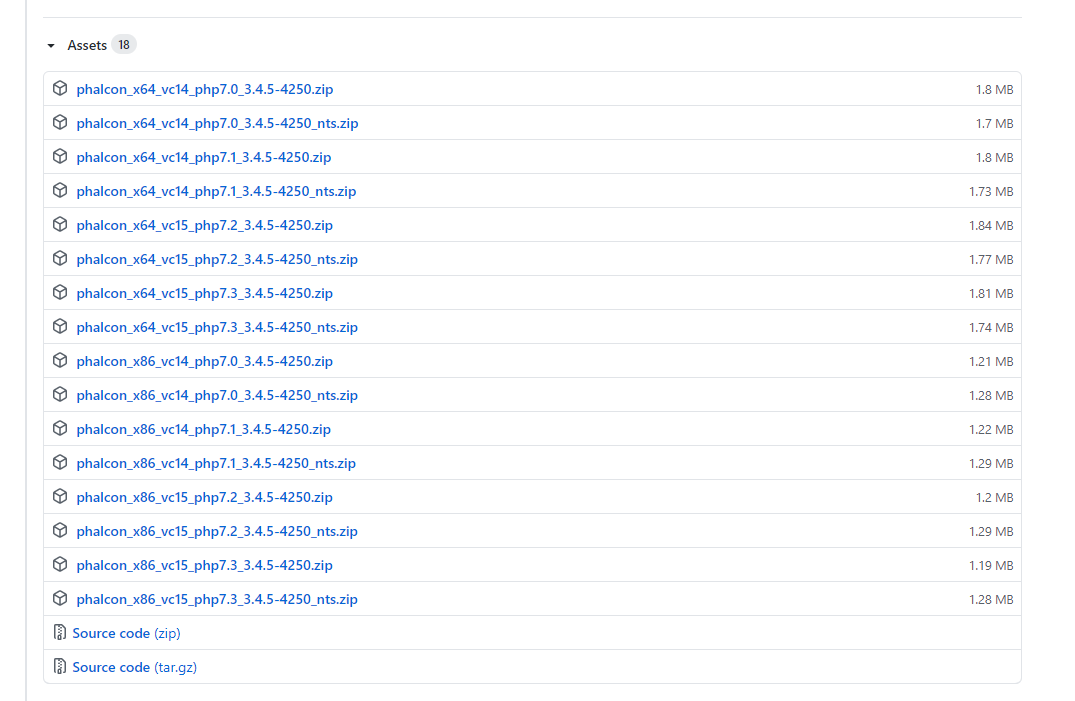 Assets 18
phalcon_x64_vc14_php7.0_3.4.5-4250.zip 1.8 MB
phalcon_x64_vc14_php7.0_3.4.5-4250_nts.zip 1.7 MB
phalcon_x64_vc14_php7.1_3.4.5-4250.zip 1.8 MB
phalcon_x64_vc14_php7.1_3.4.5-4250_nts.zip 1.73 MB
phalcon_x64_vc15_php7.2_3.4.5-4250.zip 1.84 MB
phalcon_x64_vc15_php7.2_3.4.5-4250_nts.zip 1.77 MB
phalcon_x64_vc15_php7.3_3.4.5-4250.zip 1.81 MB
phalcon_x64_vc15_php7.3_3.4.5-4250_nts.zip 1.74 MB
phalcon_x86_vc14_php7.0_3.4.5-4250.zip 1.21 MB
phalcon_x86_vc14_php7.0_3.4.5-4250_nts.zip 1.28 MB
phalcon_x86_vc14_php7.1_3.4.5-4250.zip 1.22 MB
phalcon_x86_vc14_php7.1_3.4.5-4250_nts.zip 1.29 MB
phalcon_x86_vc15_php7.2_3.4.5-4250.zip 1.2 MB
phalcon_x86_vc15_php7.2_3.4.5-4250_nts.zip 1.29 MB
phalcon_x86_vc15_php7.3_3.4.5-4250.zip 1.19 MB
phalcon_x86_vc15_php7.3_3.4.5-4250_nts.zip 1.28 MB
Source code (zip)
Source code (tar.gz)